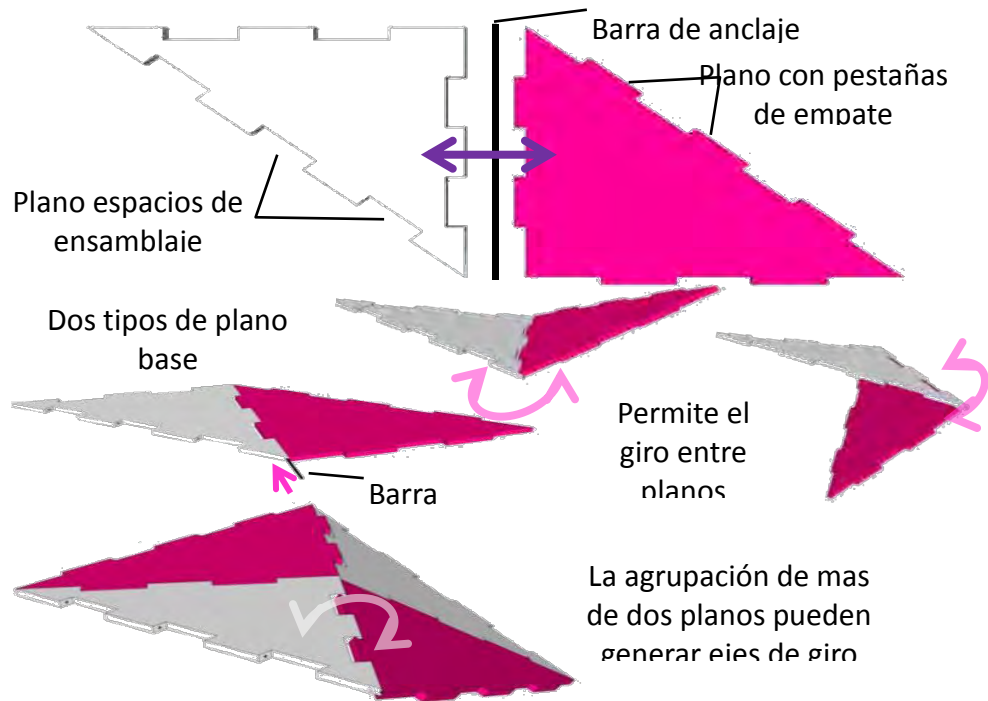 Barra de anclaje
Plano con pestañas
de empate
Plano espacios de
ensamblaje
Dos tipos de plano
base
Permite el
giro entre
planos
Barra
La agrupación de mas
de dos planos pueden
generar ejes de giro